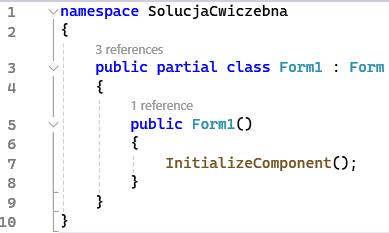 1 namespace SolucjaCwiczebna
2 {
3 references
3 public partial class Form1 : Form
4 {
1 reference
5 public Form1()
6 {
7 InitializeComponent();
8 }
9 }
10 }